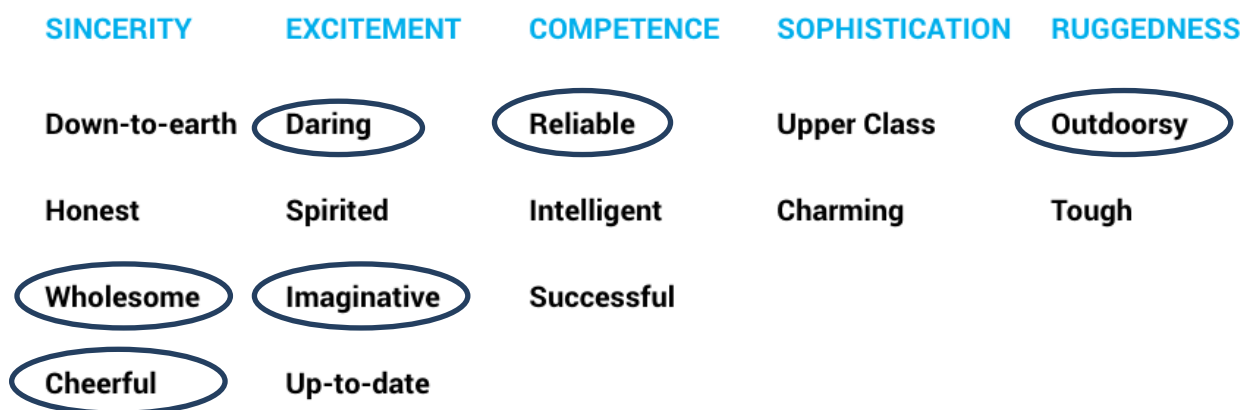 SINCERITY EXCITEMENT COMPETENCE SOPHISTICATION RUGGEDNESS
Down-to-earth Daring Reliable Upper Class Outdoorsy
Honest Spirited Intelligent Charming Tough
Wholesome Imaginative Successful
Cheerful Up-to-date